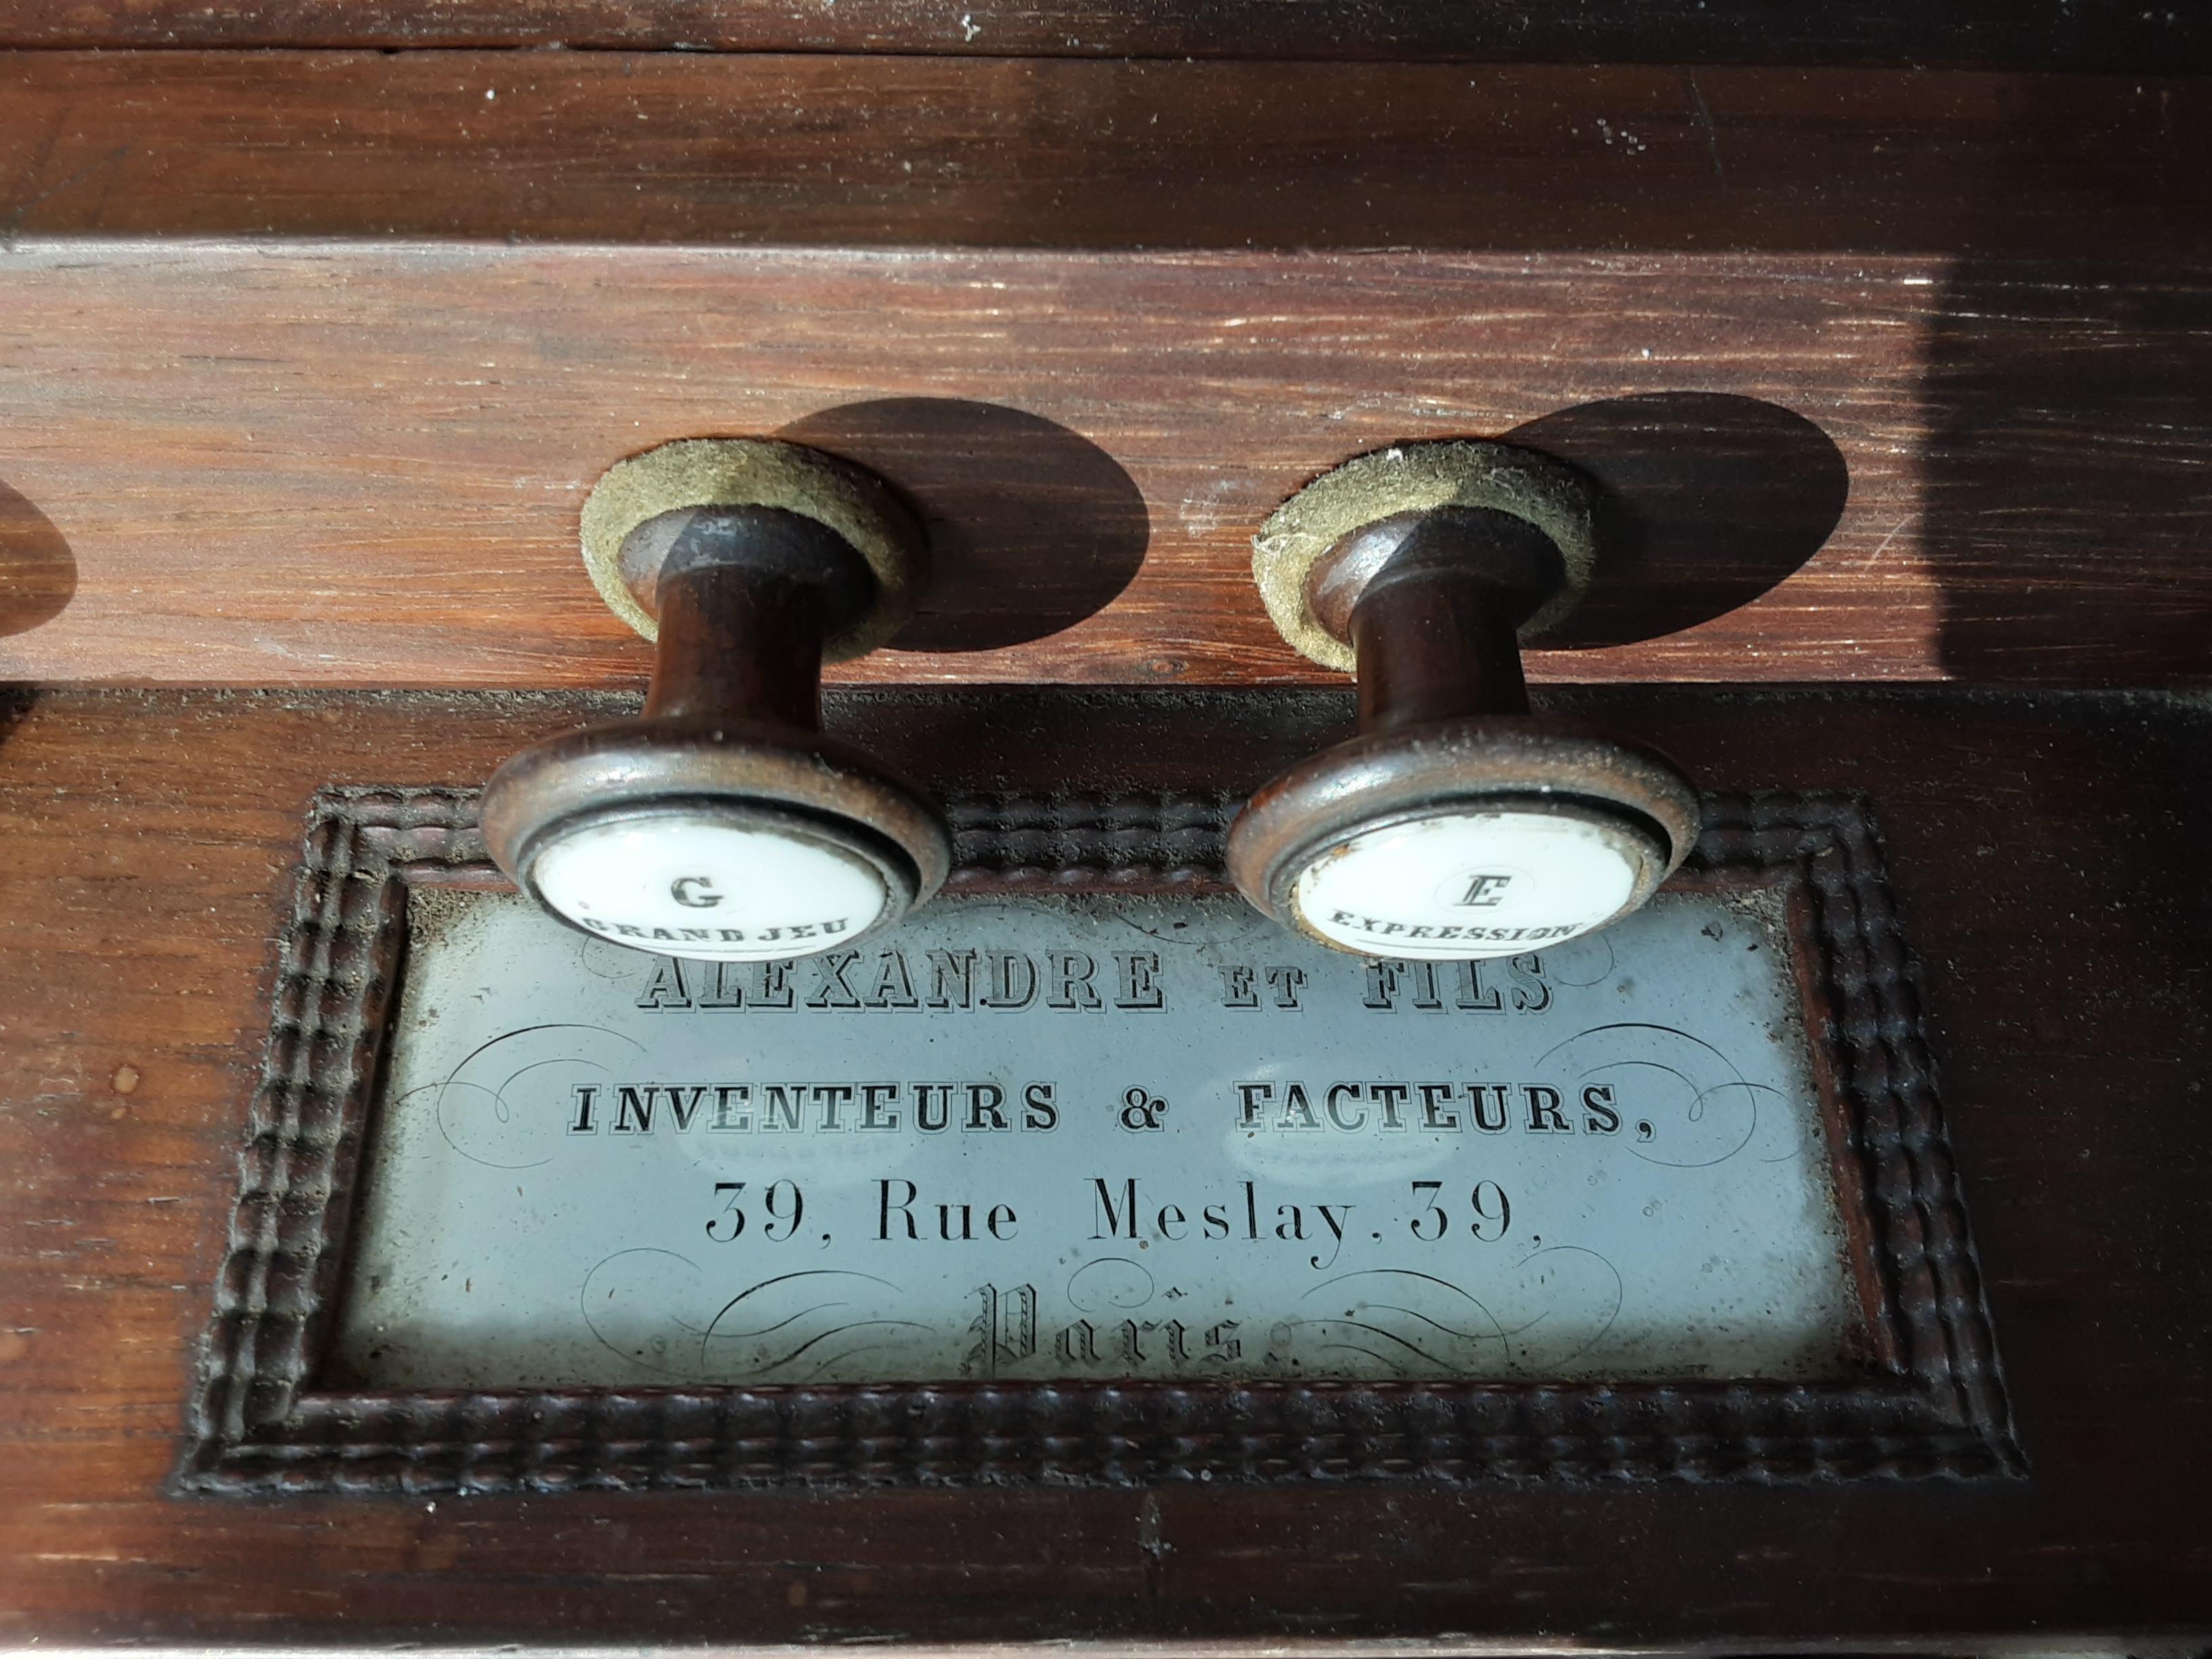 G
GRAND JEU
E
EXPRESSION
ALEXANDRE ET FILS
INVENTEURS & FACTEURS,
39, Rue Meslay, 39,
Paris.